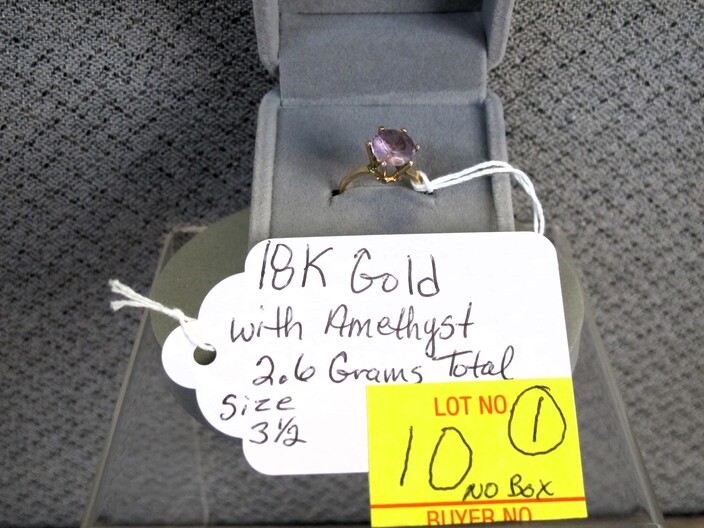 18K Gold
with Amethyst
2.6 Grams Total
Size
3½
LOT NO 1
10
NO BOX
BUYER NO